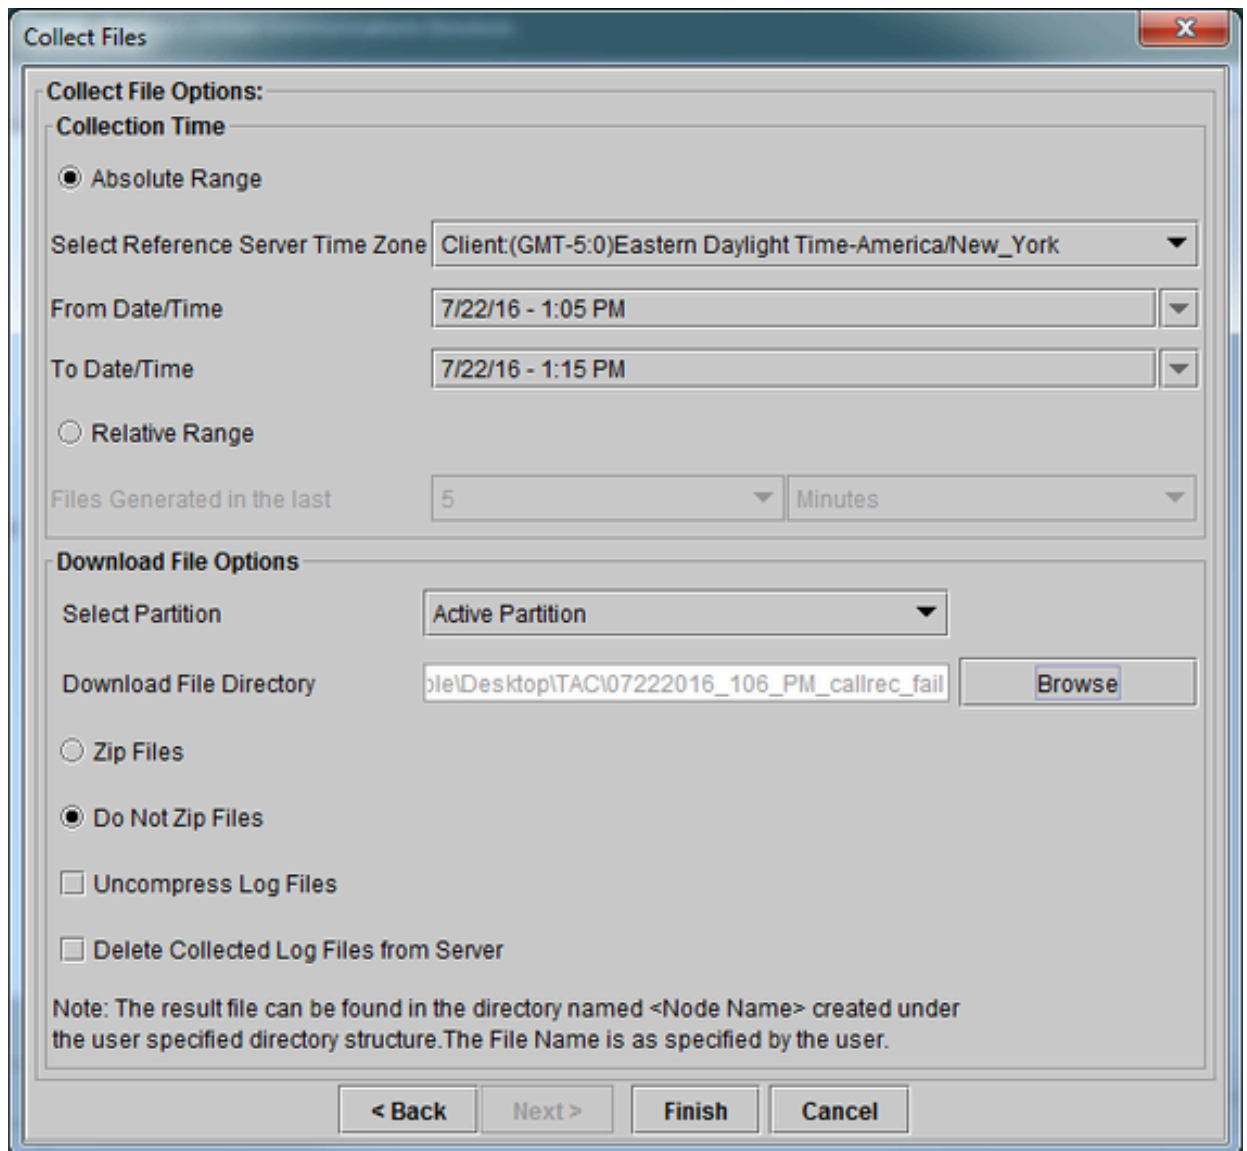 Collect Files
Collect File Options:
Collection Time
Absolute Range
Select Reference Server Time Zone Client:(GMT-5:0)Eastern Daylight Time-America/New_York
From Date/Time 7/22/16 - 1:05 PM
To Date/Time 7/22/16 - 1:15 PM
Relative Range
Files Generated in the last 5 Minutes
Download File Options
Select Partition Active Partition
Download File Directory ple\Desktop\TAC\07222016_106_PM_callrec_fail Browse
Zip Files
Do Not Zip Files
Uncompress Log Files
Delete Collected Log Files from Server
Note: The result file can be found in the directory named <Node Name> created under
the user specified directory structure.The File Name is as specified by the user.
< Back Next > Finish Cancel